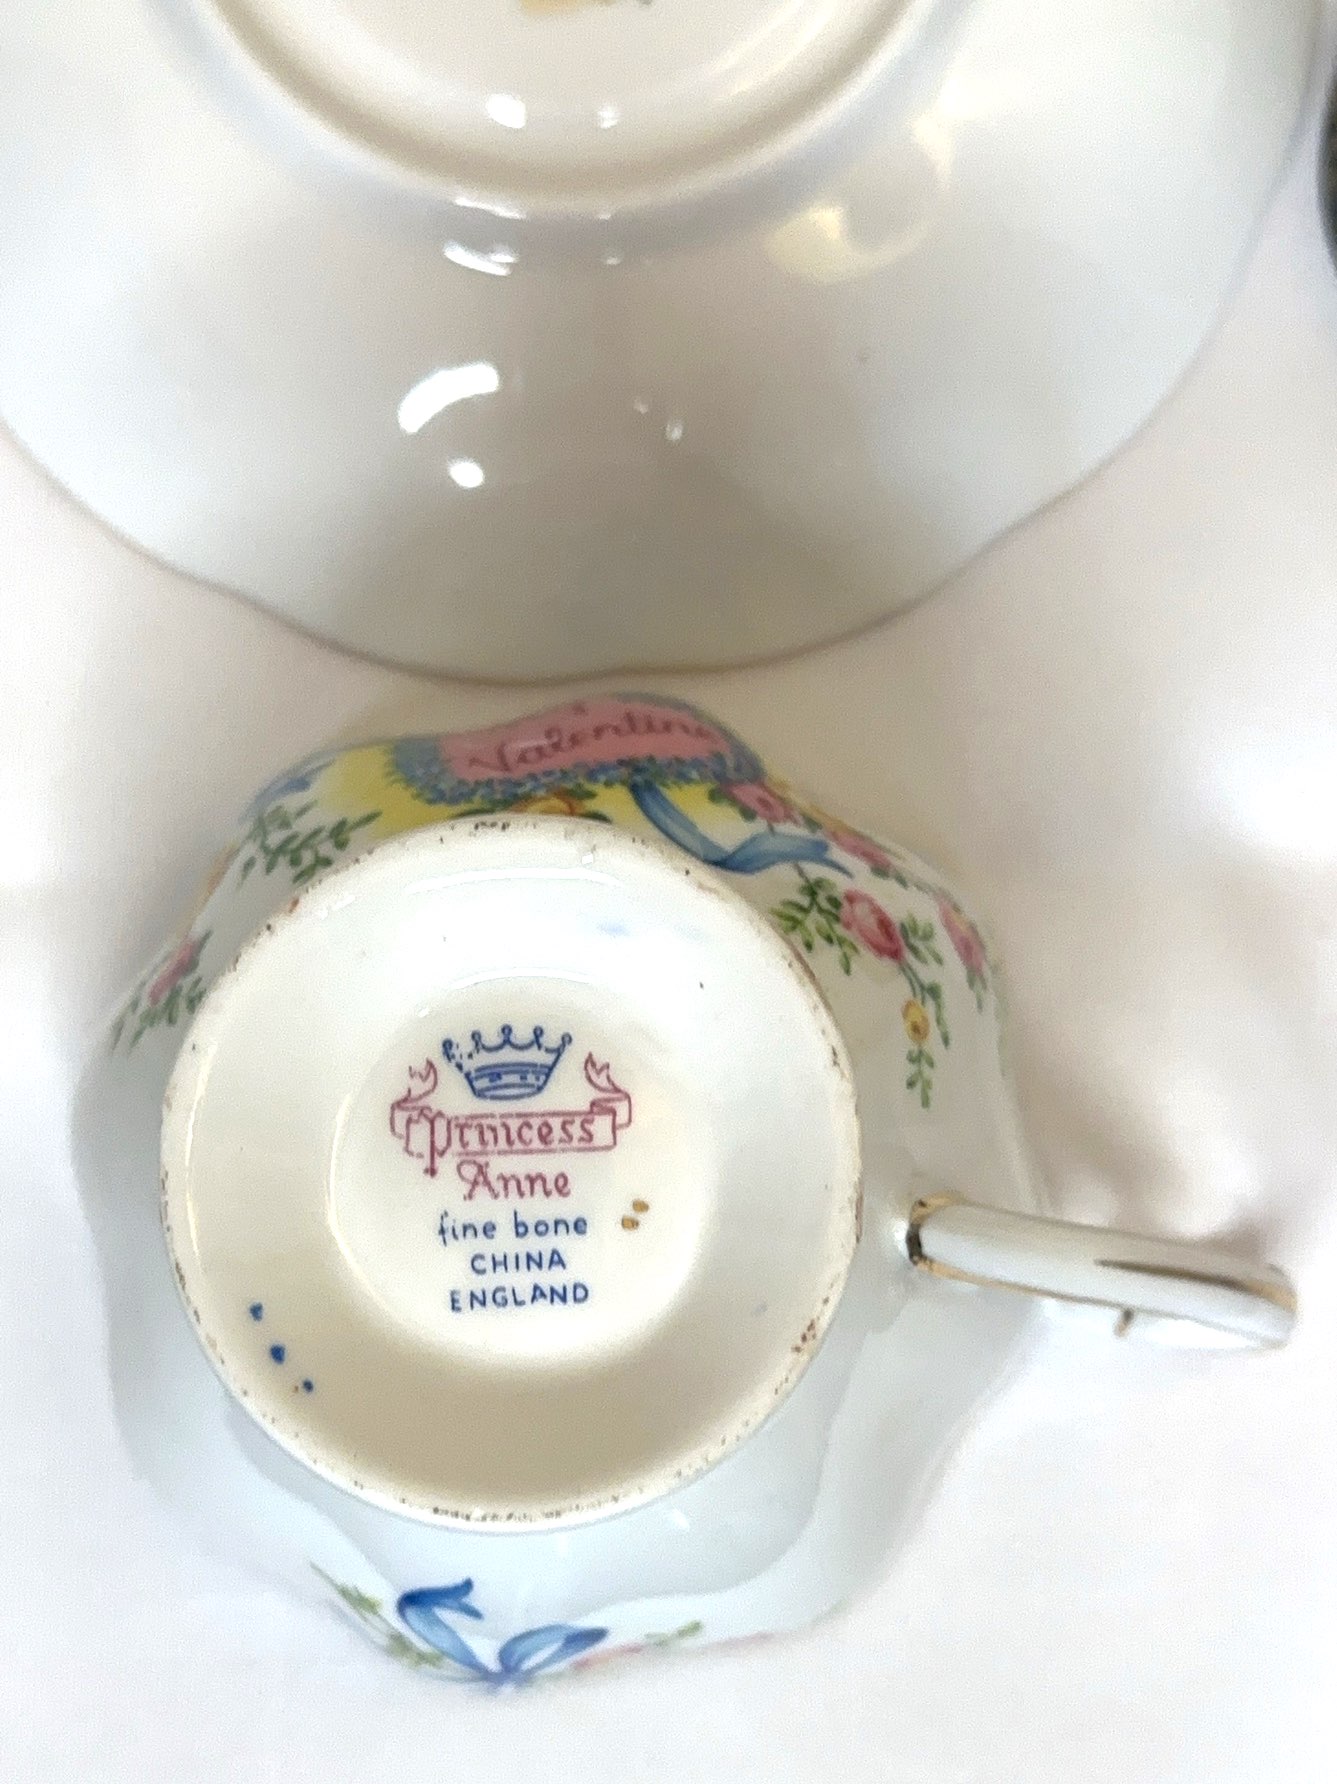 Valentine
Princess
Anne
fine bone
CHINA
ENGLAND